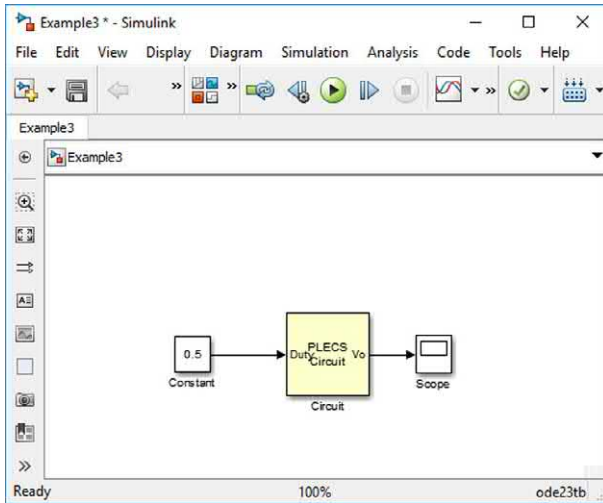 Example3 * - Simulink
File Edit View Display Diagram Simulation Analysis Code Tools Help
Example3
Example3
0.5
Constant
Duty
PLECS
Circuit
Vo
Circuit
Scope
Ready 100% ode23tb